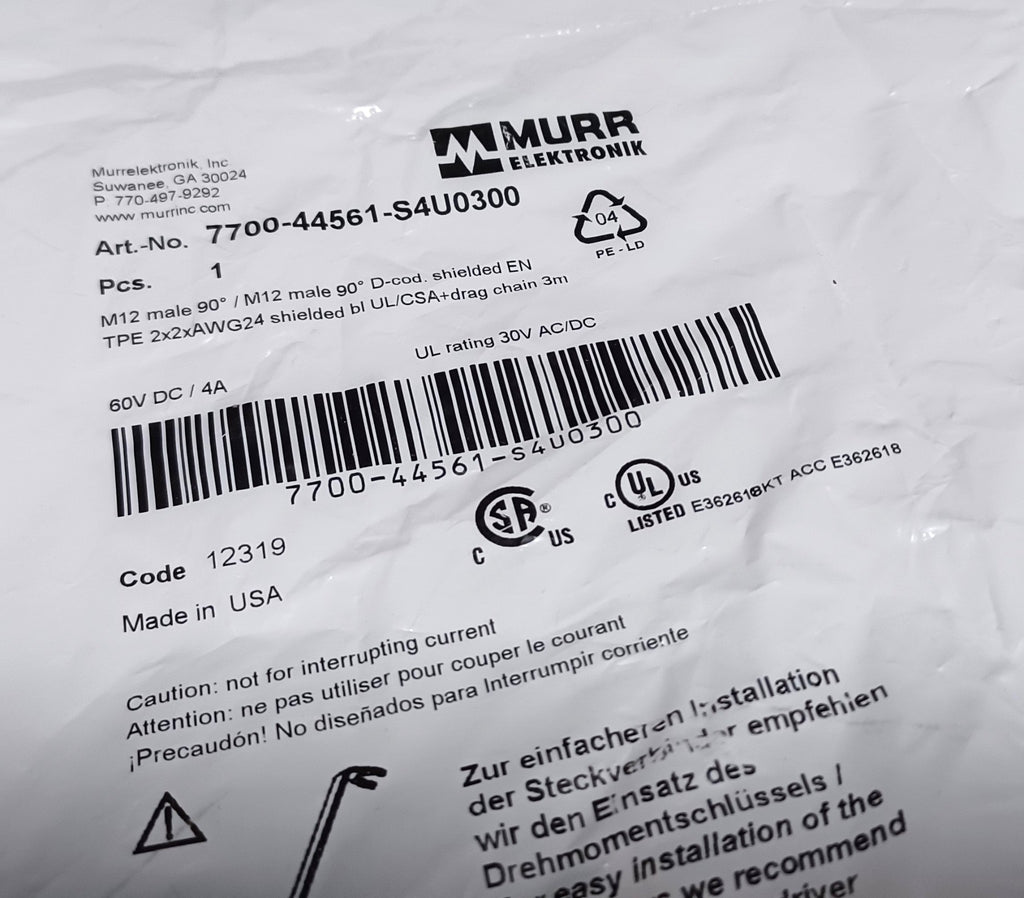 MURR
ELEKTRONIK
Murrelektronik, Inc
Suwanee, GA 30024
P 770-497-9292
www murrinc com
Art.-No. 7700-44561-S4U0300
Pcs. 1
04
PE-LD
M12 male 90° / M12 male 90° D-cod. shielded EN
TPE 2x2xAWG24 shielded bl UL/CSA+drag chain 3m
UL rating 30V AC/DC
60V DC / 4A
7700-44561-S4U0300
C SA ® US
C UL US
LISTED E362618KT ACC E362618
Code 12319
Made in USA
Caution: not for interrupting current
Attention: ne pas utiliser pour couper le courant
¡Precaudón! No diseñados para Interrumpir corriente
Zur einfacheren Installation
der Steckverbinder empfehlen
wir den Einsatz des
Drehmomentschlüssels /
easy installation of the
we recommend
driver